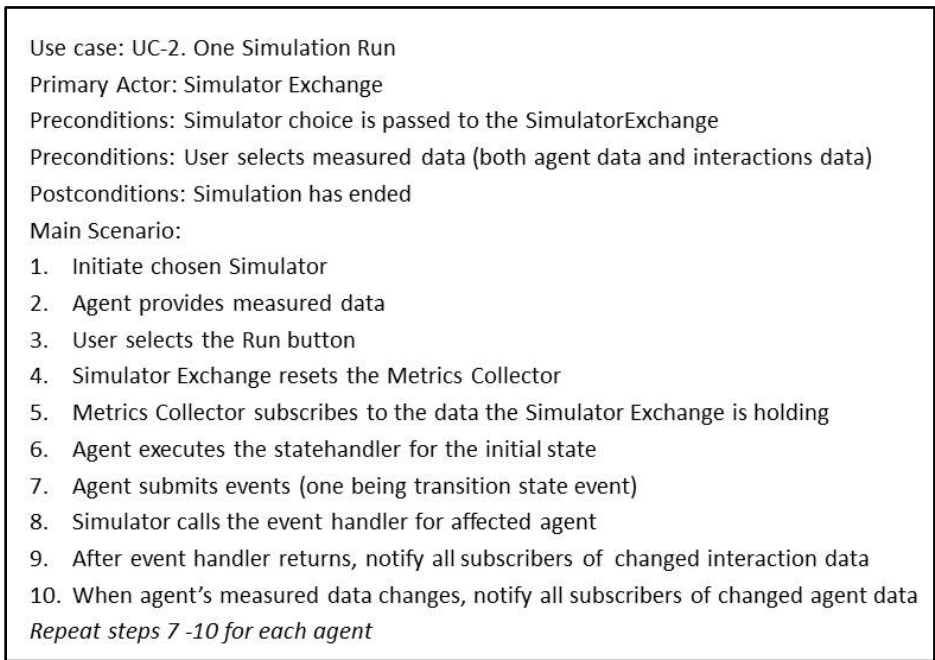 Use case: UC-2. One Simulation Run
Primary Actor: Simulator Exchange
Preconditions: Simulator choice is passed to the SimulatorExchange
Preconditions: User selects measured data (both agent data and interactions data)
Postconditions: Simulation has ended
Main Scenario:
1. Initiate chosen Simulator
2. Agent provides measured data
3. User selects the Run button
4. Simulator Exchange resets the Metrics Collector
5. Metrics Collector subscribes to the data the Simulator Exchange is holding
6. Agent executes the statehandler for the initial state
7. Agent submits events (one being transition state event)
8. Simulator calls the event handler for affected agent
9. After event handler returns, notify all subscribers of changed interaction data
10. When agent's measured data changes, notify all subscribers of changed agent data
Repeat steps 7 -10 for each agent